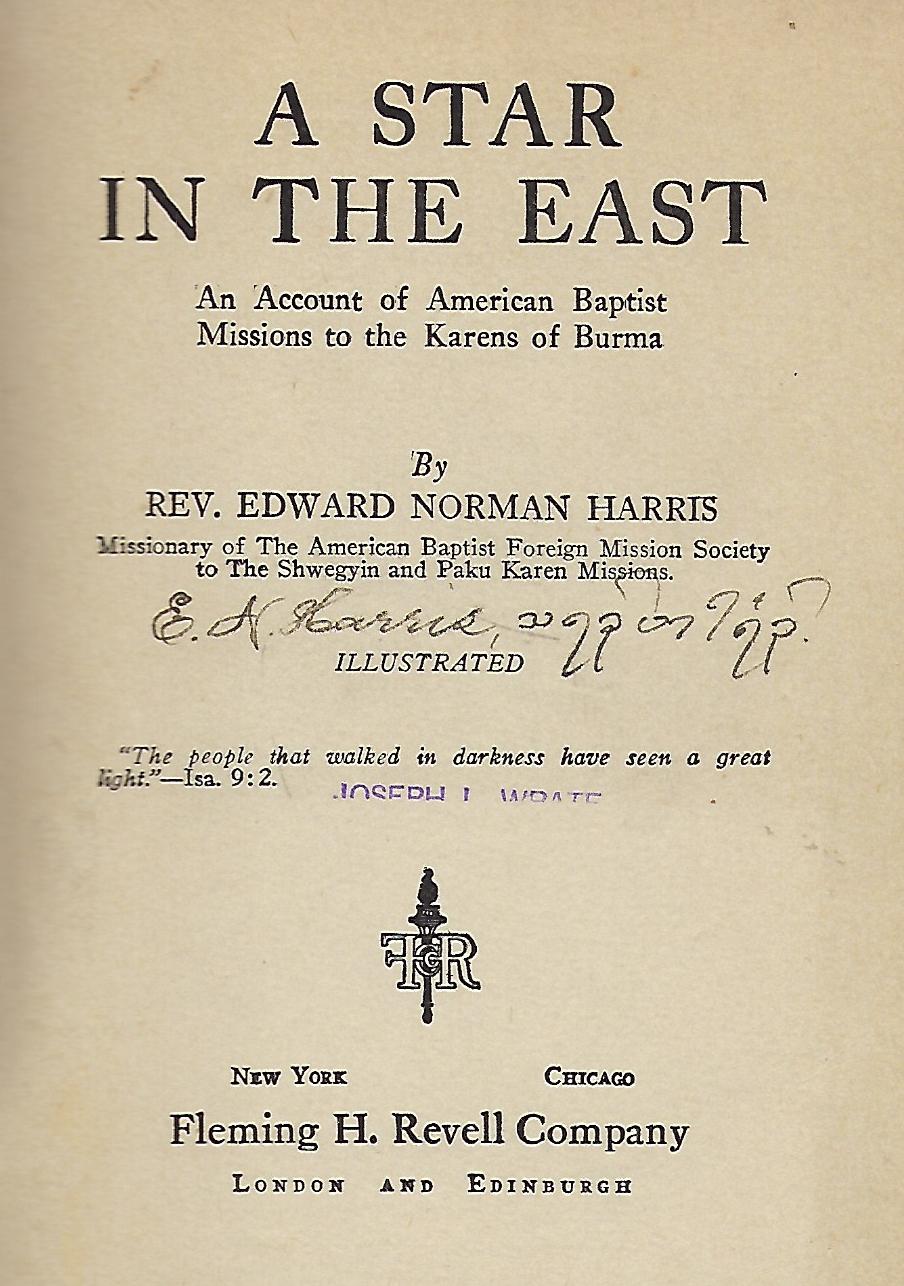 A STAR
IN THE EAST
An Account of American Baptist
Missions to the Karens of Burma
By
REV. EDWARD NORMAN HARRIS
Missionary of The American Baptist Foreign Mission Society
to The Shwegyin and Paku Karen Missions.
E. N. Harris,
ILLUSTRATED
"The people that walked in darkness have seen a great
light."—Isa. 9:2.
JOSEPH L. WRATE
FHR
NEW YORK CHICAGO
Fleming H. Revell Company
LONDON AND EDINBURGH